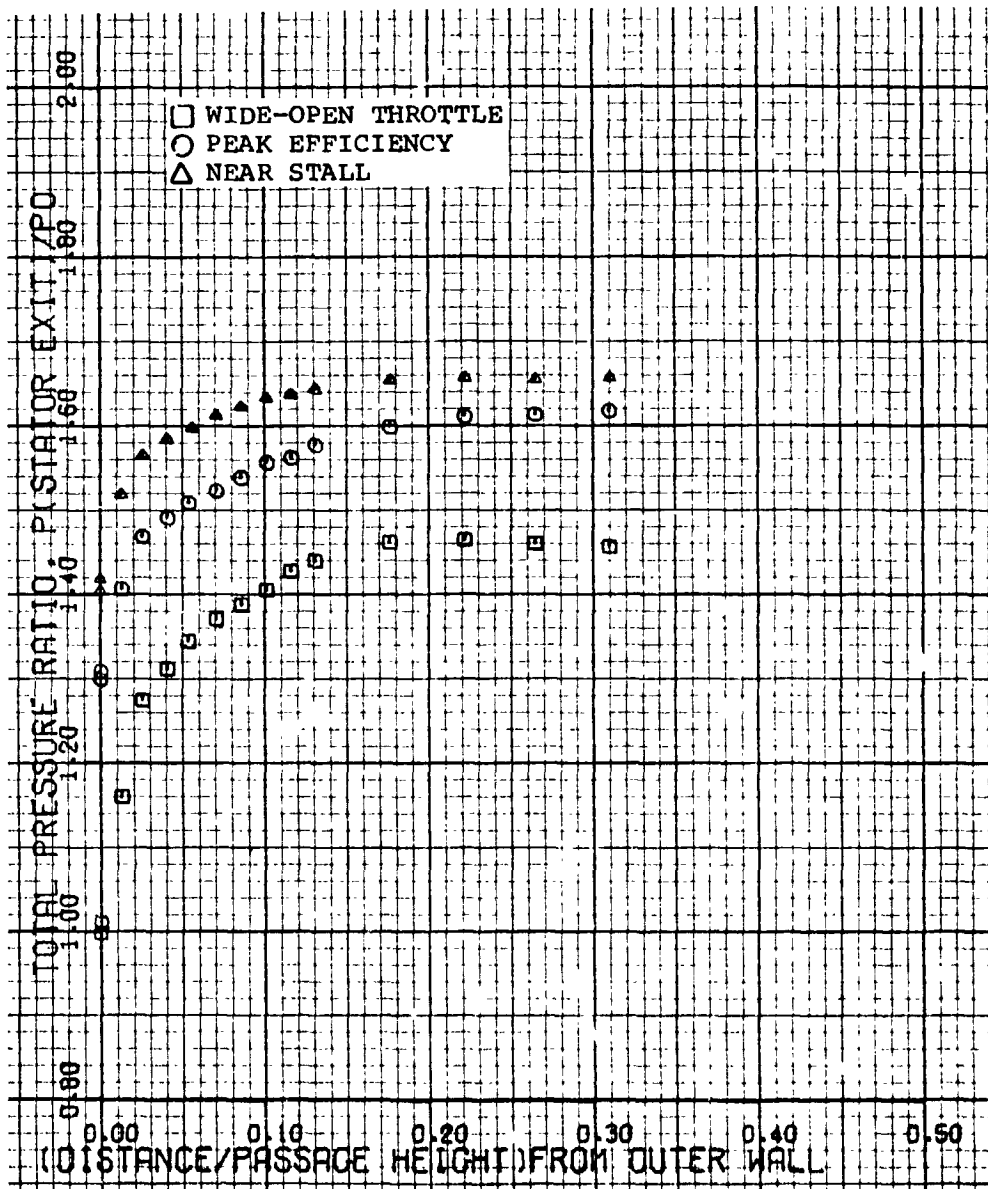 2.00
□ WIDE-OPEN THROTTLE
○ PEAK EFFICIENCY
△ NEAR STALL
TOTAL PRESSURE RATIO, P(STATOR EXIT)/PO
1.80
1.60
1.40
1.20
1.00
0.80
0.00 0.10 0.20 0.30 0.40 0.50
(DISTANCE/PASSAGE HEIGHT)FROM OUTER WALL